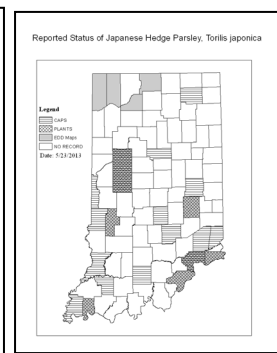 Reported Status of Japanese Hedge Parsley, Torilis japonica
Legend
CAPS
PLANTS
EDD Maps
NO RECORD
Date: 5/23/2013